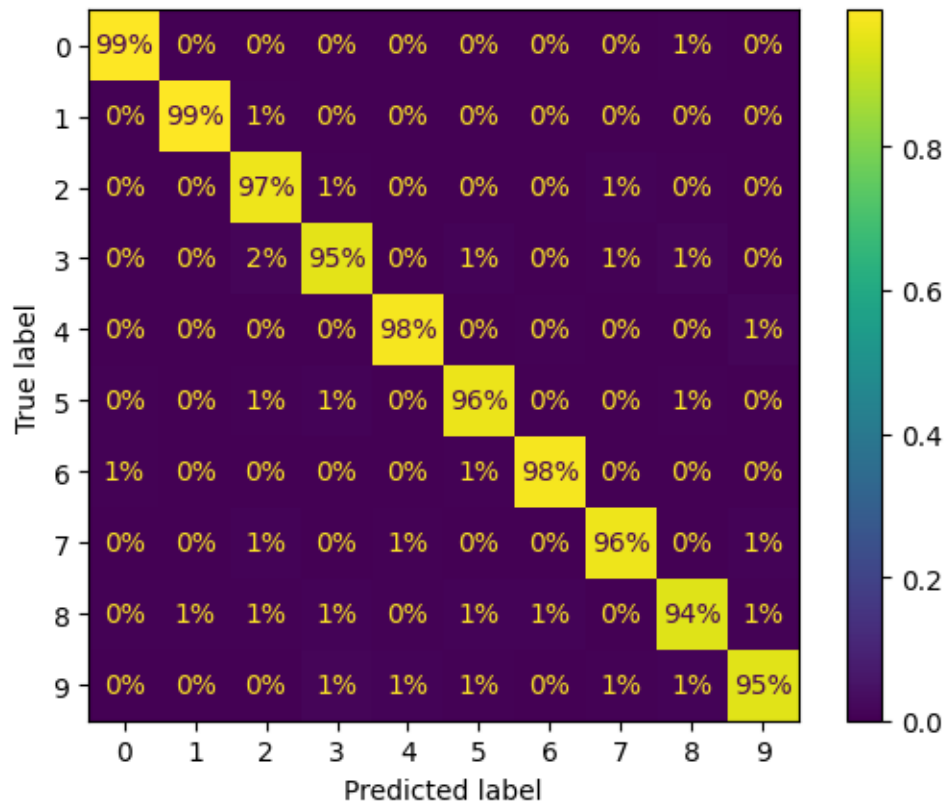 0 99% 0% 0% 0% 0% 0% 0% 0% 1% 0%
1 0% 99% 1% 0% 0% 0% 0% 0% 0% 0%
0.8
2 0% 0% 97% 1% 0% 0% 0% 1% 0% 0%
3 0% 0% 2% 95% 0% 1% 0% 1% 1% 0%
0.6
True label
4 0% 0% 0% 0% 98% 0% 0% 0% 0% 1%
5 0% 0% 1% 1% 0% 96% 0% 0% 1% 0%
0.4
6 1% 0% 0% 0% 0% 1% 98% 0% 0% 0%
7 0% 0% 1% 0% 1% 0% 0% 96% 0% 1%
0.2
8 0% 1% 1% 1% 0% 1% 1% 0% 94% 1%
9 0% 0% 0% 1% 1% 1% 0% 1% 1% 95%
0.0
0 1 2 3 4 5 6 7 8 9
Predicted label